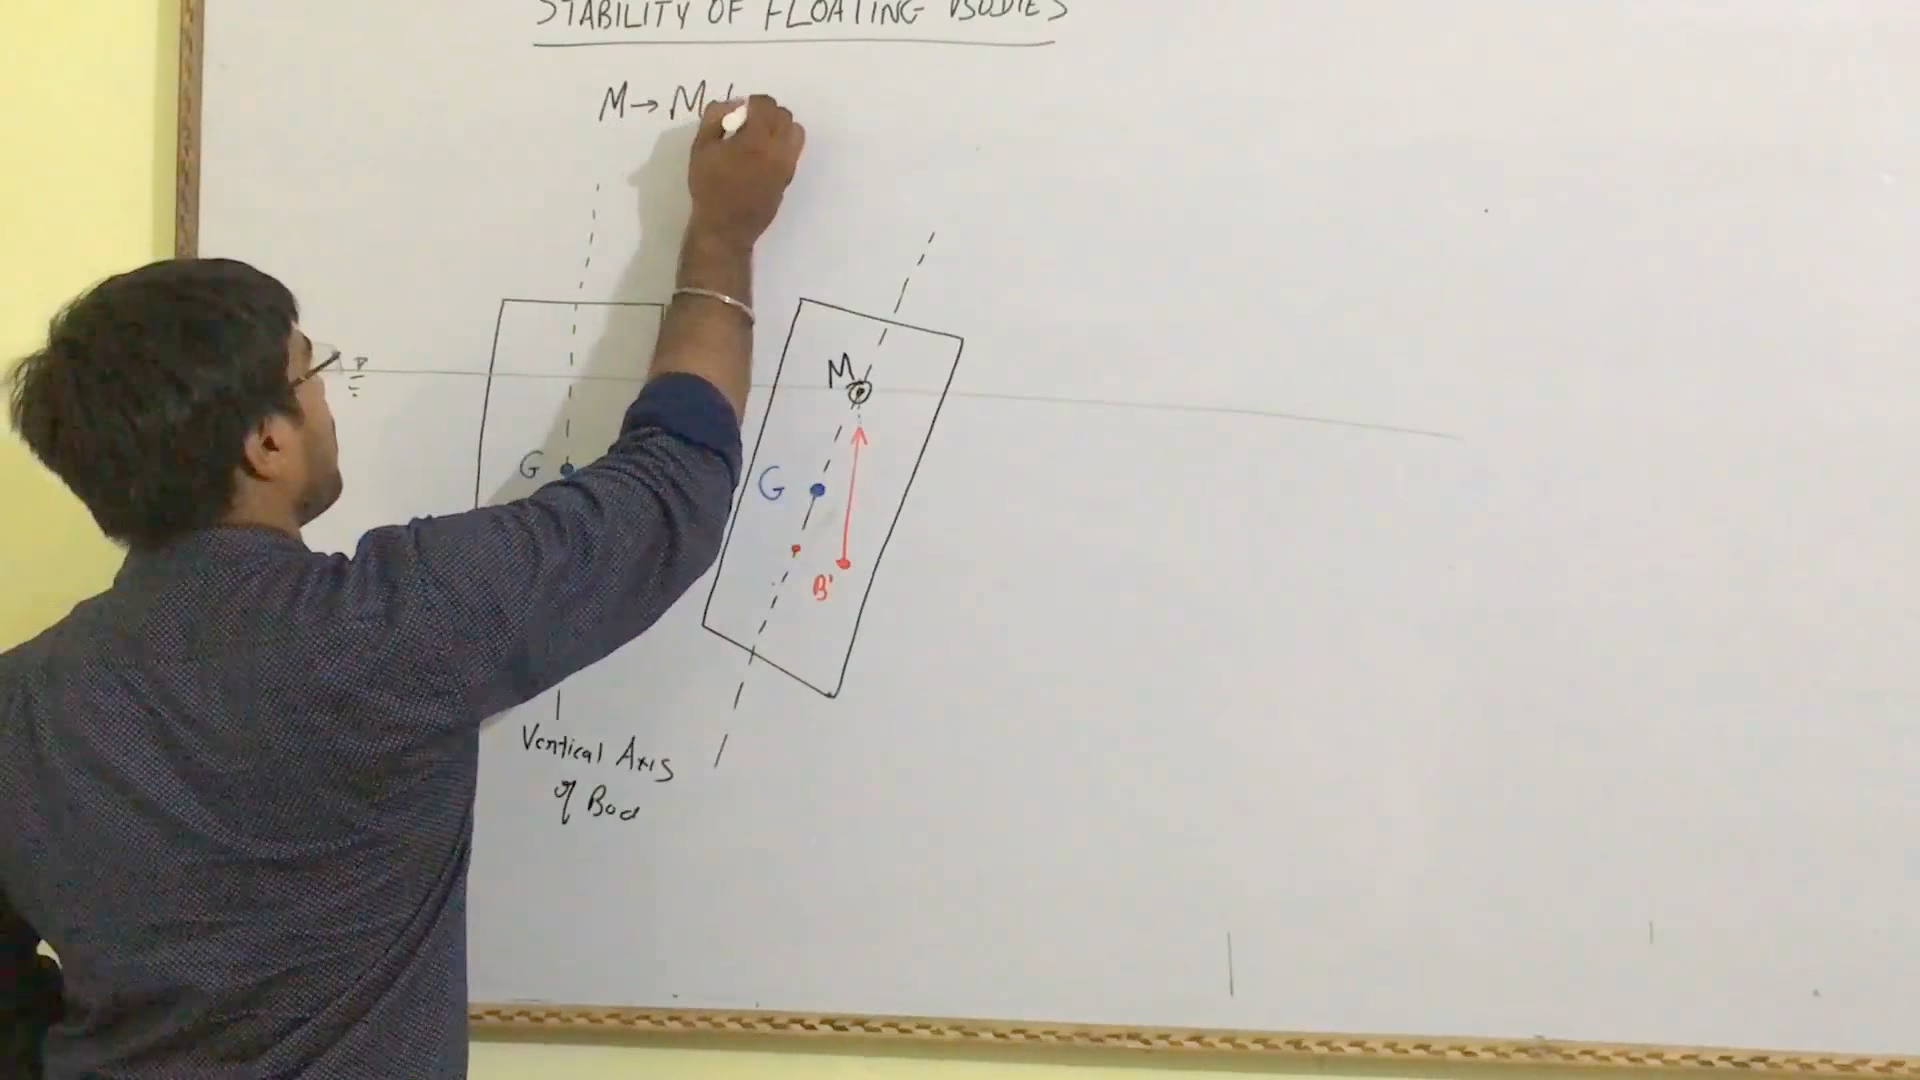 STABILITY OF FLOATING BODIES
M → M
M
G
G
B'
Vertical Axis
of Bod